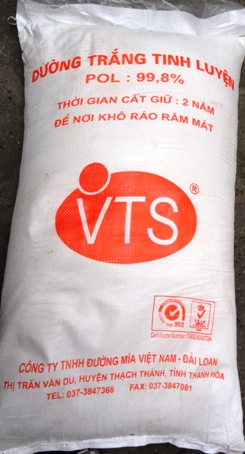 ĐƯỜNG TRẮNG TINH LUYỆN
POL : 99,8%
THỜI GIAN CẤT GIỮ : 2 NĂM
ĐỂ NƠI KHÔ RÁO RÂM MÁT
VTS ®
SGS
CÔNG TY TNHH ĐƯỜNG MÍA VIỆT NAM - ĐÀI LOAN
THỊ TRẤN VÂN DU, HUYỆN THẠCH THÀNH, TỈNH THANH HÓA
TEL: 037-3847368 FAX: 037-3847081